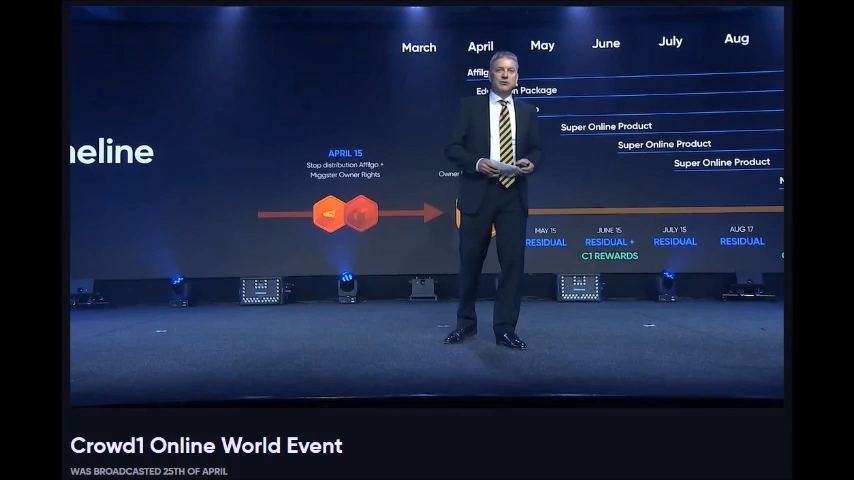 March
April
May
June
July
Aug
Affilgo
Package
Super Online Product
Super Online Product
Super Online Product
eline
APRIL 15
Stop distribution Affilgo +
Miggster Owner Rights
Owner
MAY 15
RESIDUAL
JUNE 15
RESIDUAL +
C1 REWARDS
JULY 15
RESIDUAL
AUG 17
RESIDUAL
Crowd1 Online World Event
WAS BROADCASTED 25TH OF APRIL